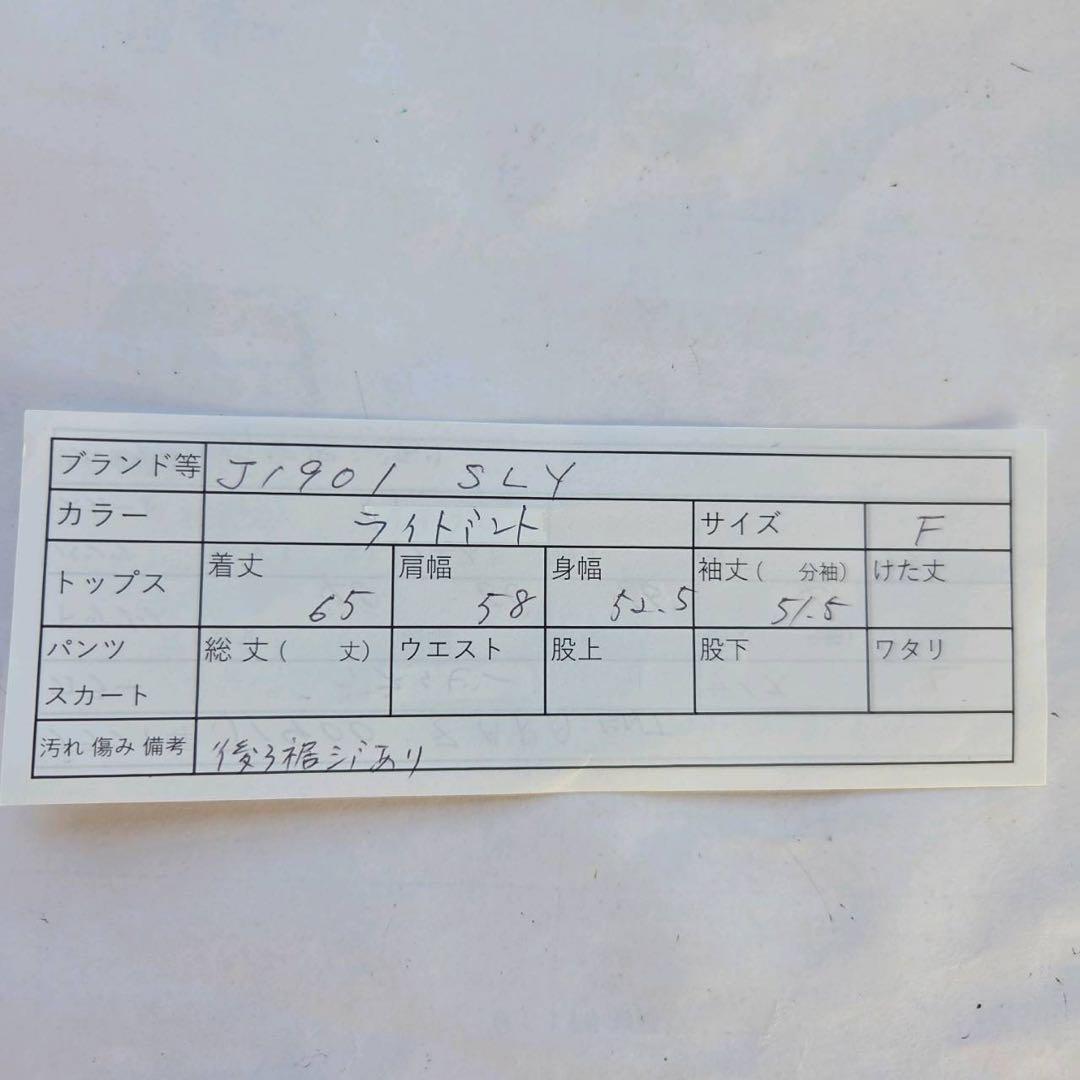 ブランド等 J1901 SLY
カラー ライトミント サイズ F
トップス 着丈 65 肩幅 58 身幅 52.5 袖丈( 分袖) 51.5 けた丈
パンツ スカート 総丈( 丈) ウエスト 股上 股下 ワタリ
汚れ 傷み 備考 後ろ裾シミあり